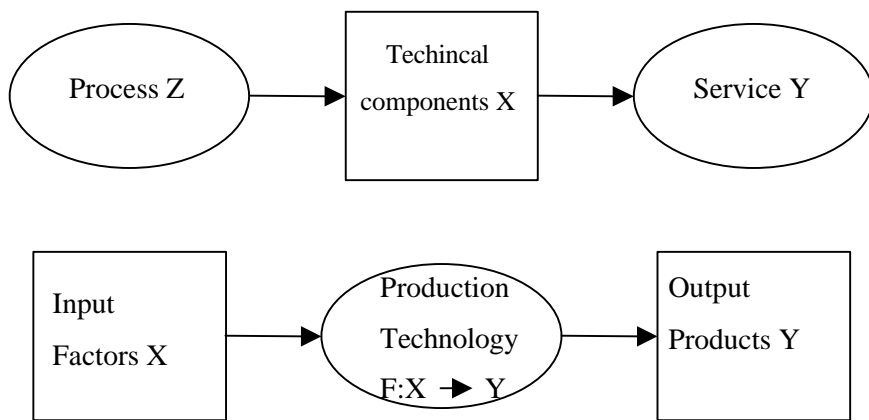 Process Z
Techincal
components X
Service Y
Input
Factors X
Production
Technology
F:X → Y
Output
Products Y